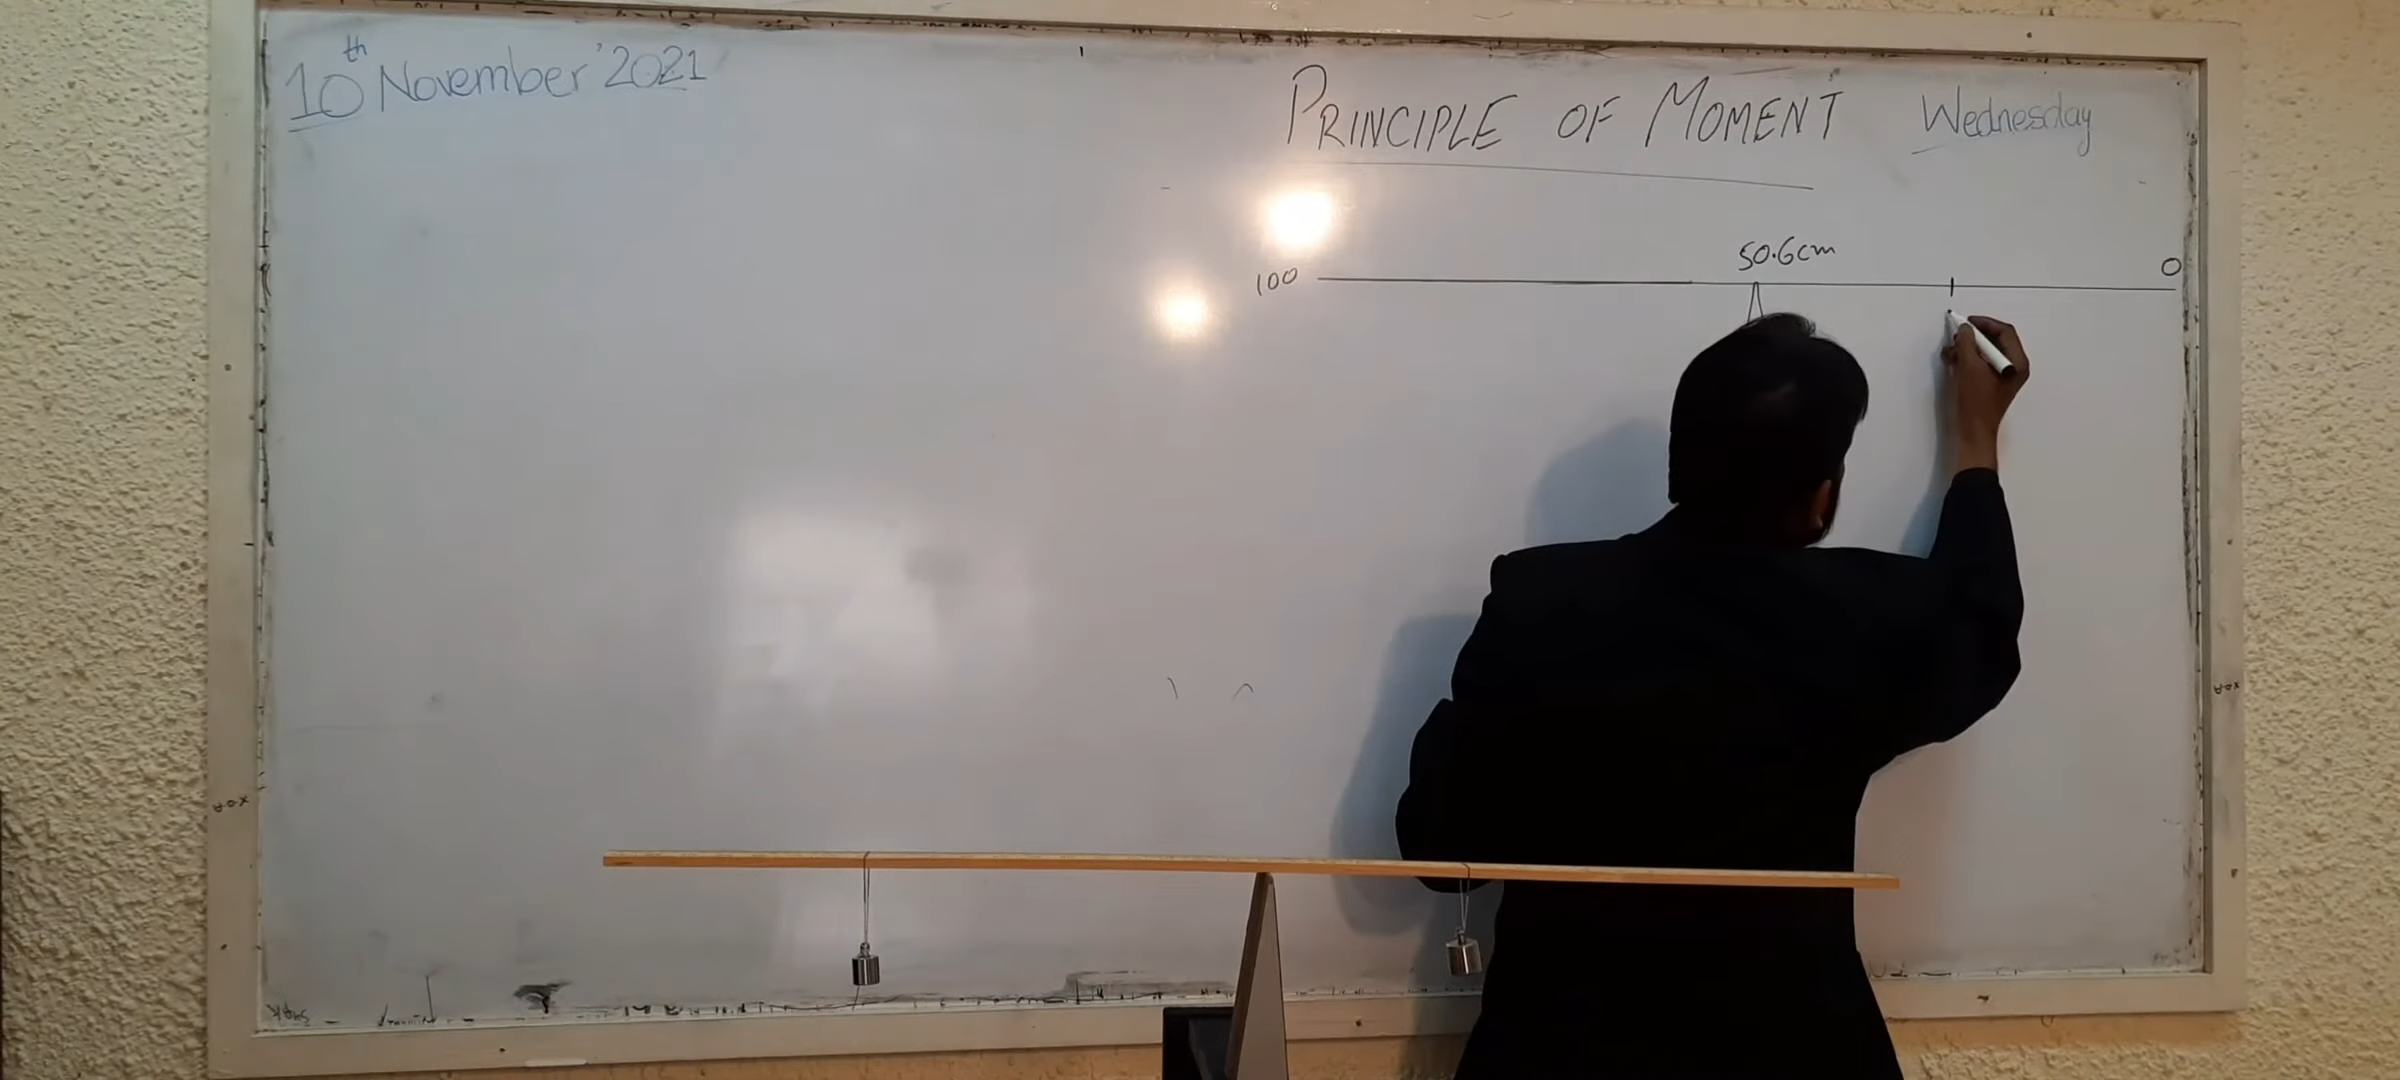 10th November '2021
PRINCIPLE OF MOMENT
Wednesday
50.6cm
100
0